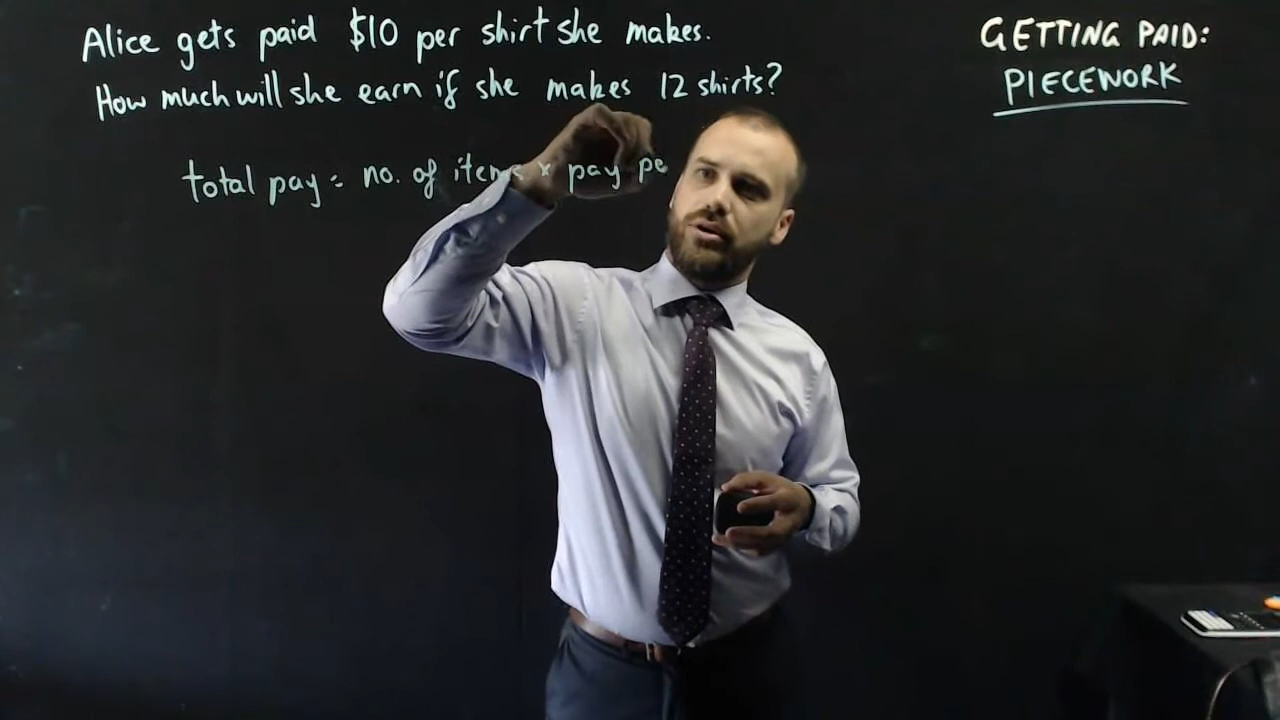 Alice gets paid $10 per shirt she makes.
How much will she earn if she makes 12 shirts?
total pay = no. of items × pay pe
GETTING PAID:
PIECEWORK